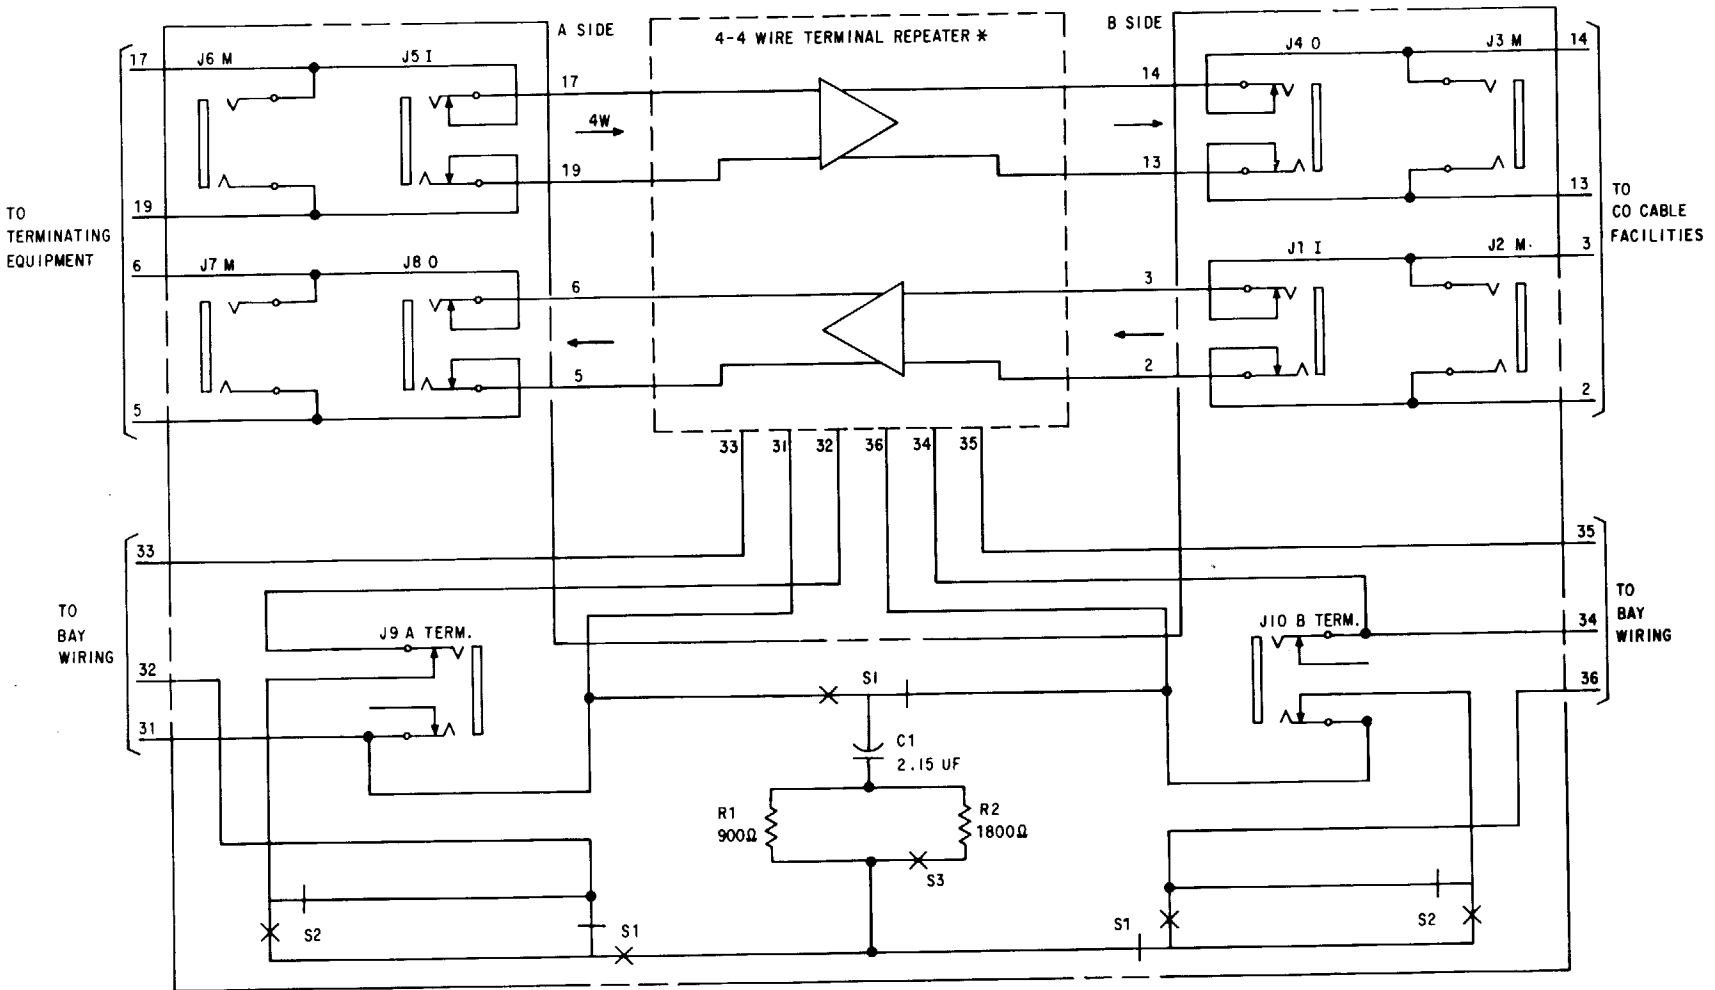 A SIDE
4-4 WIRE TERMINAL REPEATER *
B SIDE
17
J6 M
J5 I
17
14
J4 O
J3 M
14
4W
19
13
19
13
TO
TERMINATING
EQUIPMENT
TO
CO CABLE
FACILITIES
6
J7 M
J8 O
6
3
J1 I
J2 M
3
5
2
5
2
33
31
32
36
34
35
33
35
TO
BAY
WIRING
J9 A TERM.
J10 B TERM.
TO
BAY
WIRING
34
32
36
31
S1
C1
2.15 UF
R1
900Ω
R2
1800Ω
S3
S2
S1
S1
S2